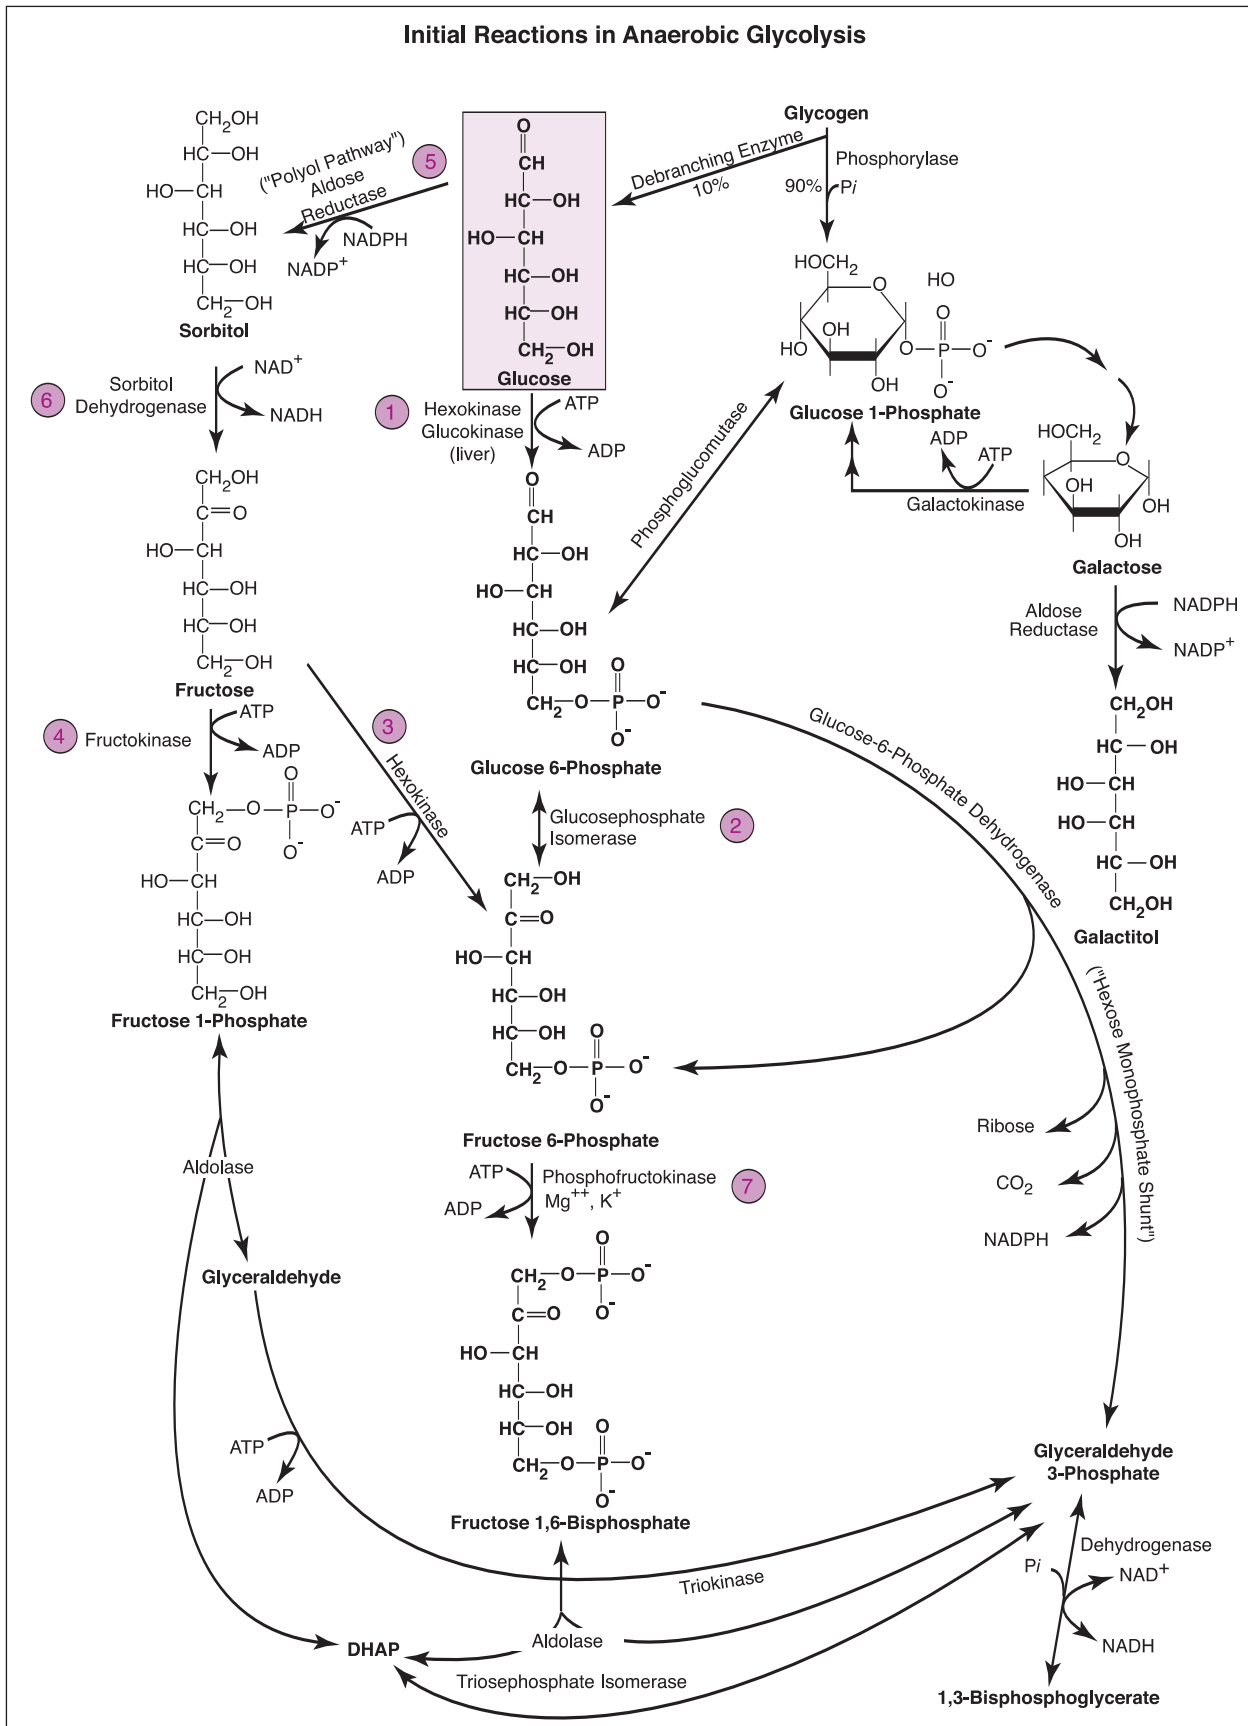 Initial Reactions in Anaerobic Glycolysis
CH2OH
HC—OH
HO—CH
HC—OH
HC—OH
CH2—OH
Sorbitol
("Polyol Pathway")
Aldose
Reductase
5
NADPH
NADP+
O
CH
HC—OH
HO—CH
HC—OH
HC—OH
CH2—OH
Glucose
Glycogen
Debranching Enzyme
10%
Phosphorylase
90%
Pi
HOCH2
HO
O
OH
HO
OH
O
O
P
O-
O-
Glucose 1-Phosphate
6
Sorbitol
Dehydrogenase
NAD+
NADH
1
Hexokinase
Glucokinase
(liver)
ATP
ADP
Phosphoglucomutase
ADP
ATP
Galactokinase
HOCH2
O
OH
OH
OH
OH
Galactose
CH2OH
C=O
HO—CH
HC—OH
HC—OH
CH2—OH
Fructose
O
CH
HC—OH
HO—CH
HC—OH
HC—OH
O
CH2—O—P—O-
O-
Glucose 6-Phosphate
Aldose
Reductase
NADPH
NADP+
CH2OH
HC—OH
HO—CH
HO—CH
HC—OH
CH2OH
Galactitol
4
Fructokinase
ATP
ADP
3
Hexokinase
ATP
ADP
Glucosephosphate
Isomerase
2
Glucose-6-Phosphate Dehydrogenase
("Hexose Monophosphate Shunt")
O
CH2—O—P—O-
O-
C=O
HO—CH
HC—OH
HC—OH
CH2—OH
Fructose 1-Phosphate
CH2—OH
C=O
HO—CH
HC—OH
HC—OH
O
CH2—O—P—O-
O-
Fructose 6-Phosphate
Ribose
CO2
NADPH
Aldolase
Glyceraldehyde
ATP
ADP
Phosphofructokinase
Mg++, K+
7
O
CH2—O—P—O-
O-
C=O
HO—CH
HC—OH
HC—OH
O
CH2—O—P—O-
O-
Fructose 1,6-Bisphosphate
ATP
ADP
Glyceraldehyde
3-Phosphate
Triokinase
DHAP
Aldolase
Triosephosphate Isomerase
Dehydrogenase
Pi
NAD+
NADH
1,3-Bisphosphoglycerate